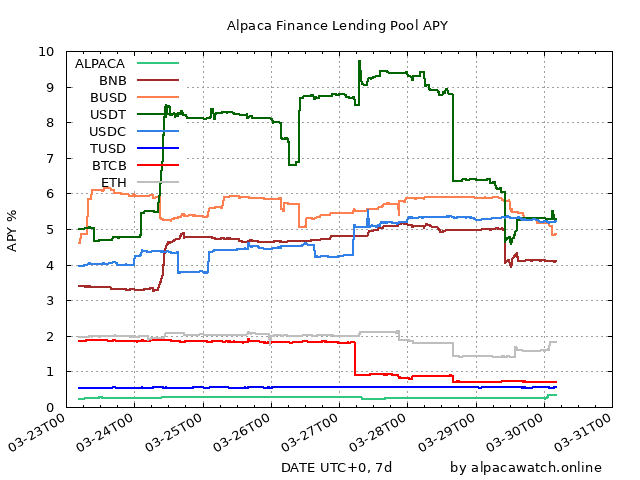 Alpaca Finance Lending Pool APY
10
9
8
7
6
5
4
3
2
1
0
APY %
ALPACA
BNB
BUSD
USDT
USDC
TUSD
BTCB
ETH
03-23T00
03-24T00
03-25T00
03-26T00
03-27T00
03-28T00
03-29T00
03-30T00
03-31T00
DATE UTC+0, 7d
by alpacawatch.online